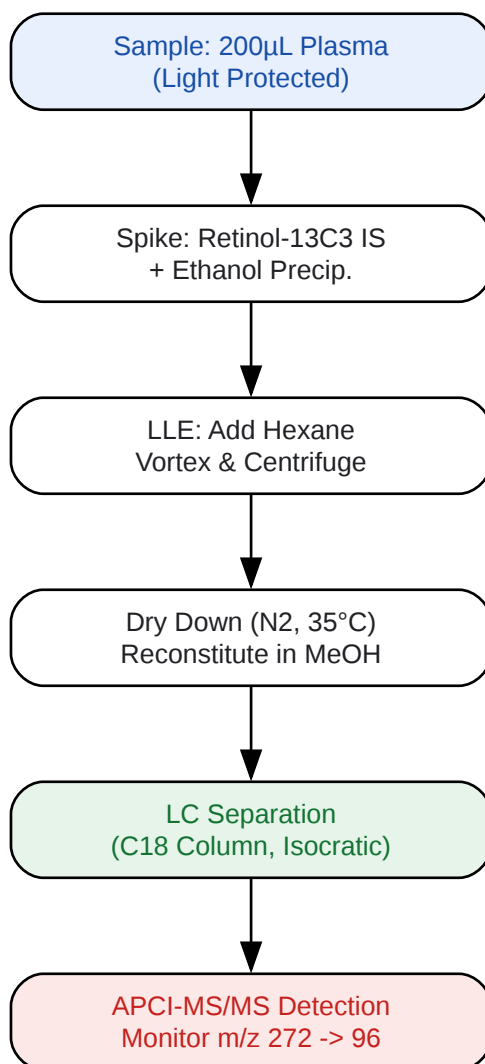 Sample: 200µL Plasma
(Light Protected)
Spike: Retinol-13C3 IS
+ Ethanol Precip.
LLE: Add Hexane
Vortex & Centrifuge
Dry Down (N2, 35°C)
Reconstitute in MeOH
LC Separation
(C18 Column, Isocratic)
APCI-MS/MS Detection
Monitor m/z 272 -> 96